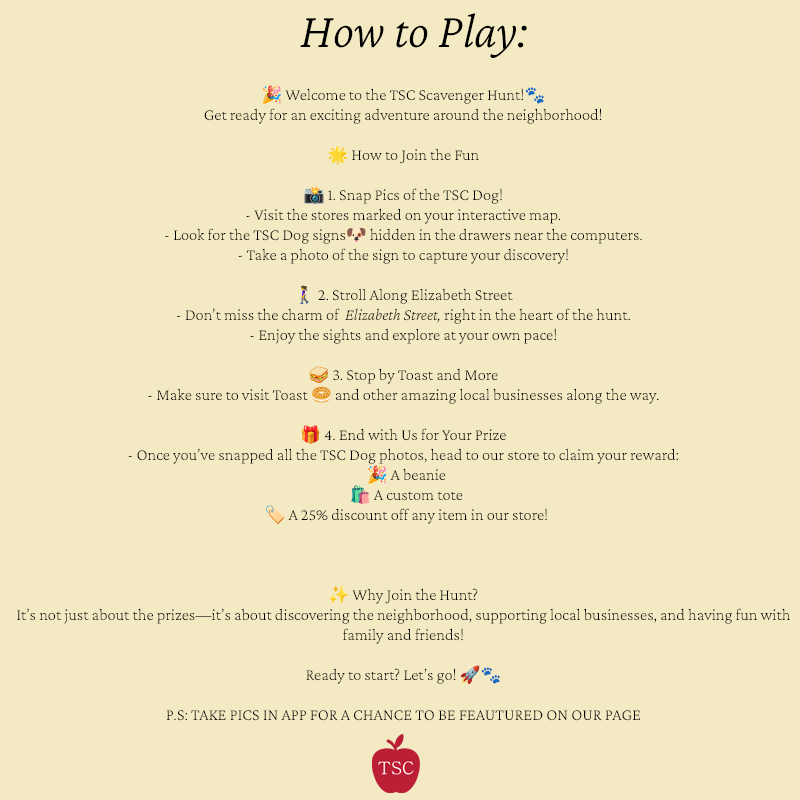 How to Play:
🎉 Welcome to the TSC Scavenger Hunt!🐾
Get ready for an exciting adventure around the neighborhood!
🌟 How to Join the Fun
📸 1. Snap Pics of the TSC Dog!
- Visit the stores marked on your interactive map.
- Look for the TSC Dog signs🐶 hidden in the drawers near the computers.
- Take a photo of the sign to capture your discovery!
🚶‍♀️ 2. Stroll Along Elizabeth Street
- Don’t miss the charm of Elizabeth Street, right in the heart of the hunt.
- Enjoy the sights and explore at your own pace!
🥪 3. Stop by Toast and More
- Make sure to visit Toast 🥯 and other amazing local businesses along the way.
🎁 4. End with Us for Your Prize
- Once you’ve snapped all the TSC Dog photos, head to our store to claim your reward:
🎉 A beanie
🛍️ A custom tote
🏷️ A 25% discount off any item in our store!
✨ Why Join the Hunt?
It’s not just about the prizes—it’s about discovering the neighborhood, supporting local businesses, and having fun with
family and friends!
Ready to start? Let’s go! 🚀🐾
P.S: TAKE PICS IN APP FOR A CHANCE TO BE FEAUTURED ON OUR PAGE
TSC